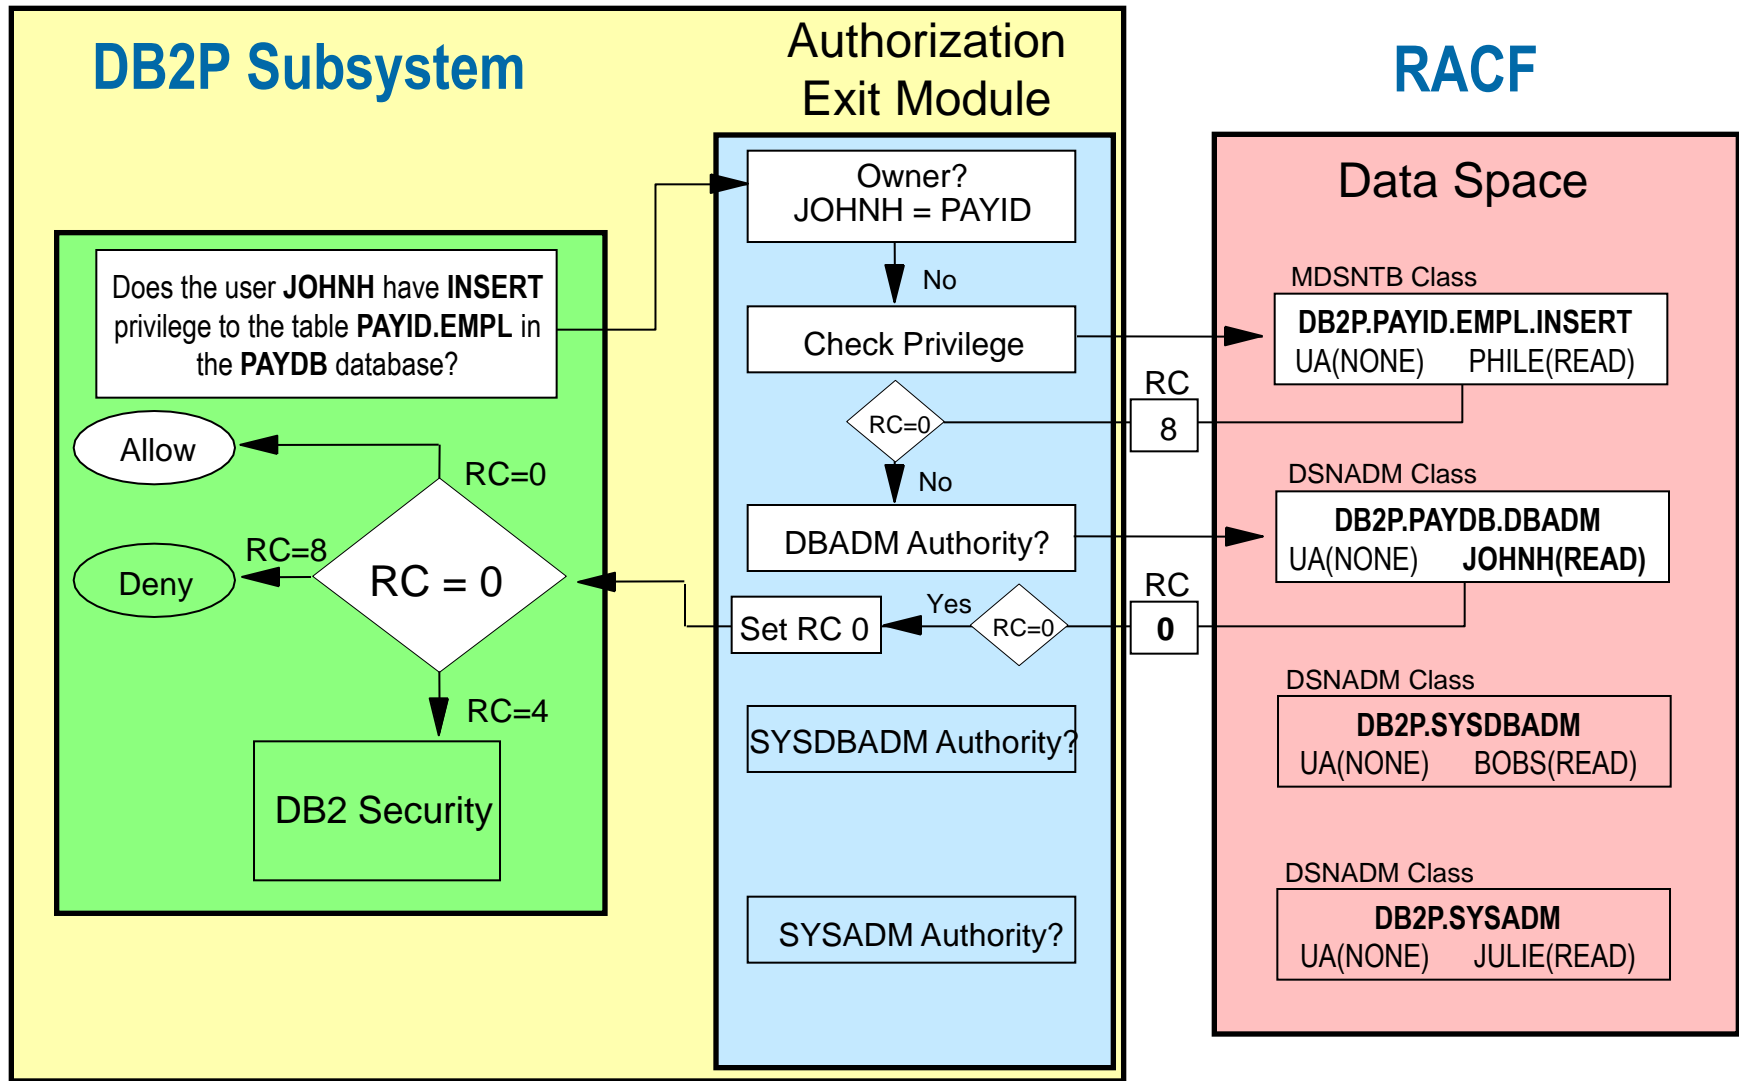 DB2P Subsystem
Authorization
Exit Module
RACF
Does the user JOHNH have INSERT
privilege to the table PAYID.EMPL in
the PAYDB database?
Allow
RC=0
RC=8
Deny
RC = 0
RC=4
DB2 Security
Owner?
JOHNH = PAYID
No
Check Privilege
RC=0
No
DBADM Authority?
Yes
Set RC 0
RC=0
SYSDBADM Authority?
SYSADM Authority?
RC
8
RC
0
Data Space
MDSNTB Class
DB2P.PAYID.EMPL.INSERT
UA(NONE) PHILE(READ)
DSNADM Class
DB2P.PAYDB.DBADM
UA(NONE) JOHNH(READ)
DSNADM Class
DB2P.SYSDBADM
UA(NONE) BOBS(READ)
DSNADM Class
DB2P.SYSADM
UA(NONE) JULIE(READ)